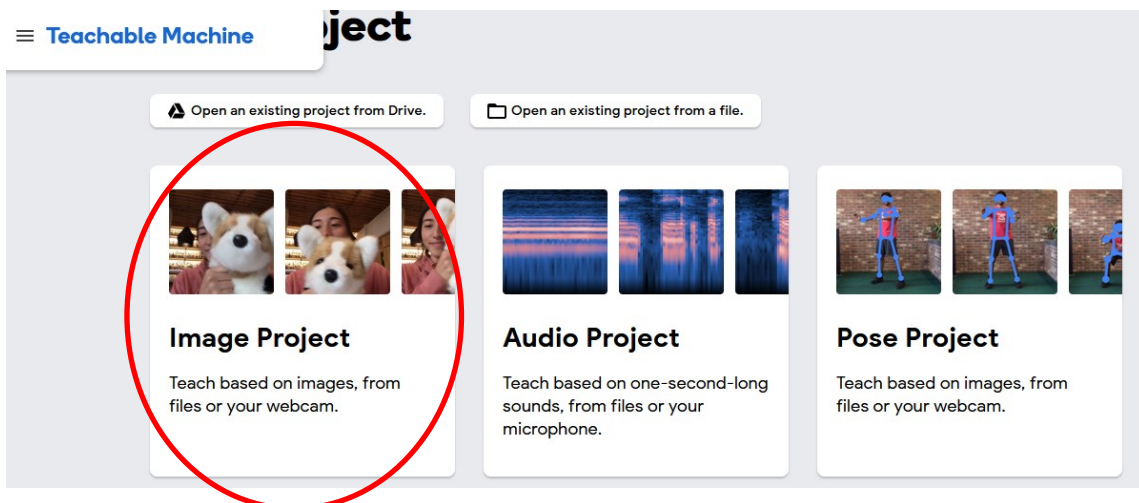 Teachable Machine
ject
Open an existing project from Drive.
Open an existing project from a file.
Image Project
Teach based on images, from
files or your webcam.
Audio Project
Teach based on one-second-long
sounds, from files or your
microphone.
Pose Project
Teach based on images, from
files or your webcam.